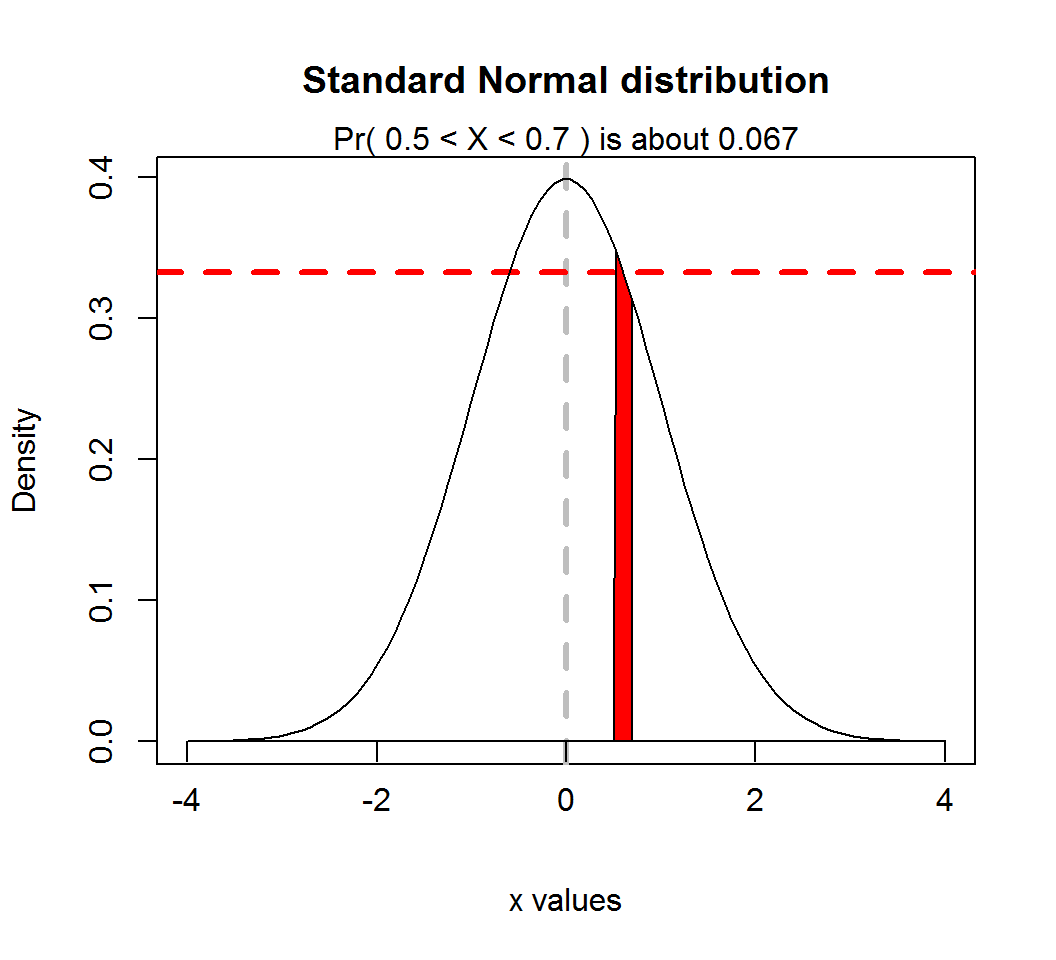 Standard Normal distribution
Pr( 0.5 < X < 0.7 ) is about 0.067
0.4
0.3
0.2
0.1
0.0
Density
-4 -2 0 2 4
x values